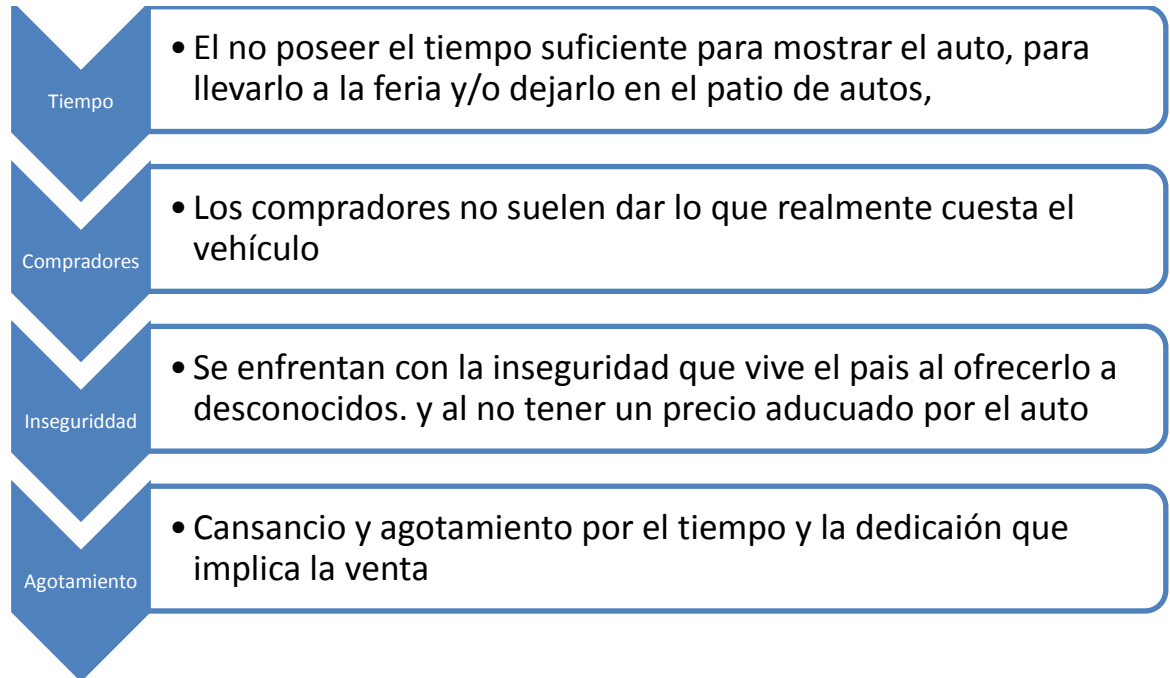 Tiempo
• El no poseer el tiempo suficiente para mostrar el auto, para
llevarlo a la feria y/o dejarlo en el patio de autos,
Compradores
• Los compradores no suelen dar lo que realmente cuesta el
vehículo
Inseguriddad
• Se enfrentan con la inseguridad que vive el pais al ofrecerlo a
desconocidos. y al no tener un precio aducuado por el auto
Agotamiento
• Cansancio y agotamiento por el tiempo y la dedicaión que
implica la venta